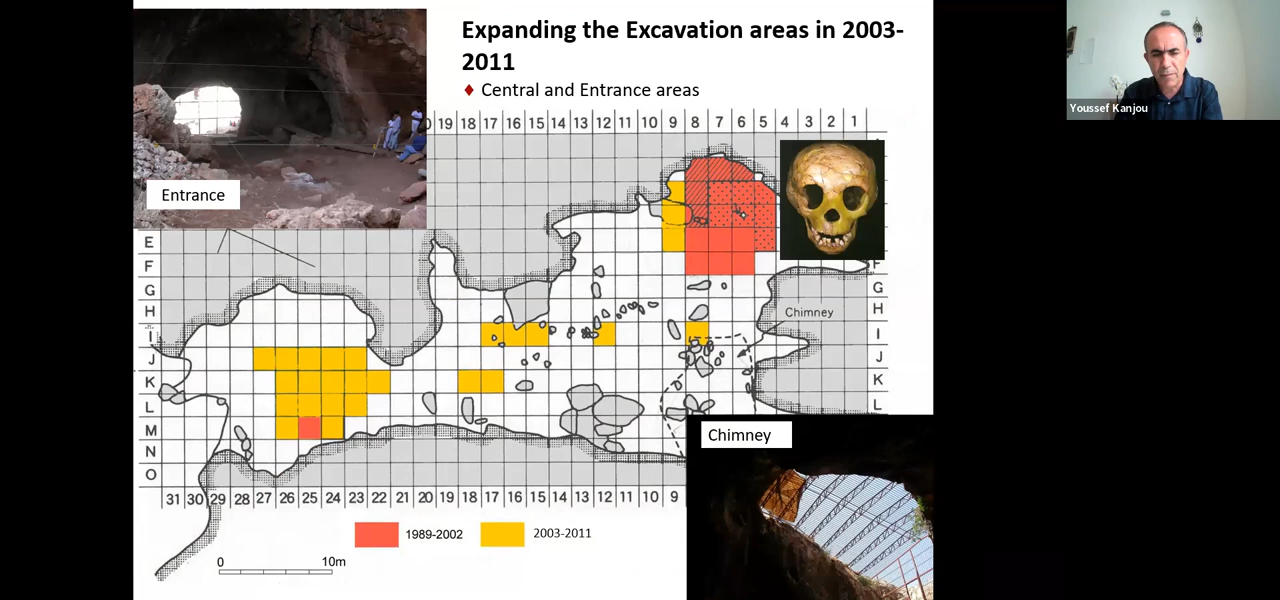 Expanding the Excavation areas in 2003-
2011
♦ Central and Entrance areas
Youssef Kanjou
Entrance
19 18 17 16 15 14 13 12 11 10 9 8 7 6 5 4 3 2 1
E
F
G
H
I
J
K
L
M
N
O
F
G
H
I
J
K
L
Chimney
Chimney
31 30 29 28 27 26 25 24 23 22 21 20 19 18 17 16 15 14 13 12 11 10 9
1989-2002
2003-2011
0 10m